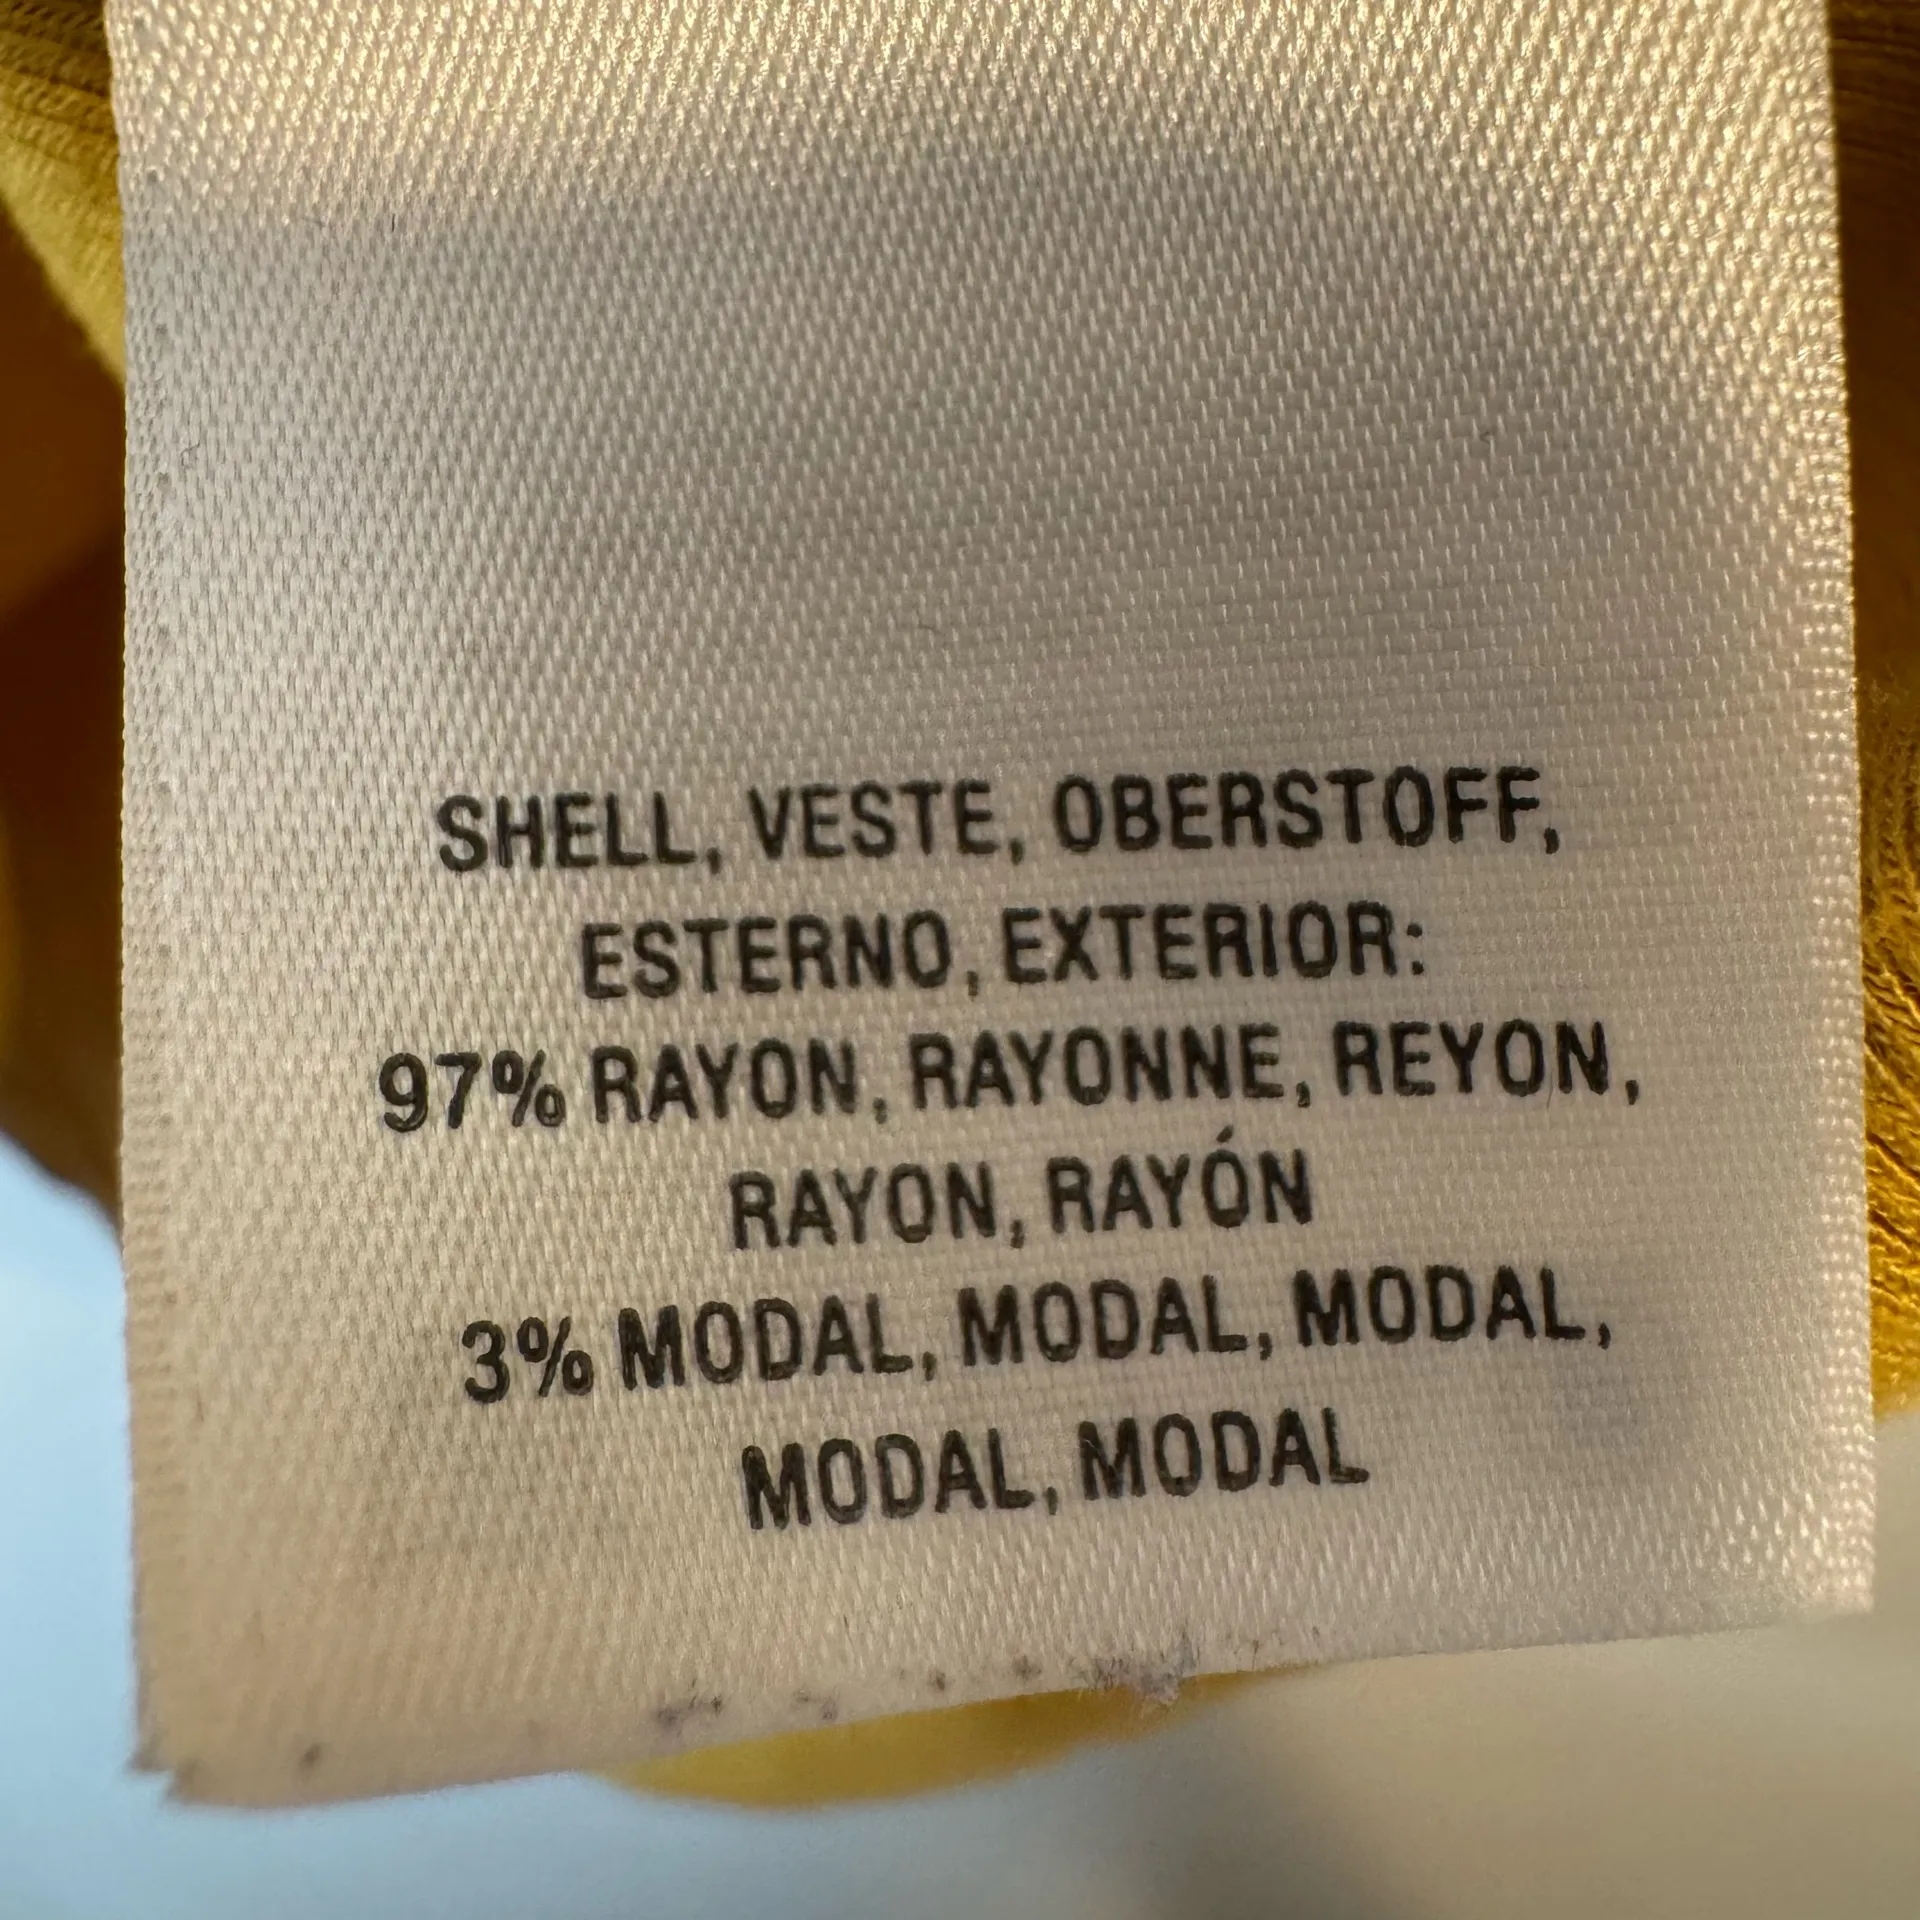 SHELL, VESTE, OBERSTOFF,
ESTERNO, EXTERIOR:
97% RAYON, RAYONNE, REYON,
RAYON, RAYÓN
3% MODAL, MODAL, MODAL,
MODAL, MODAL